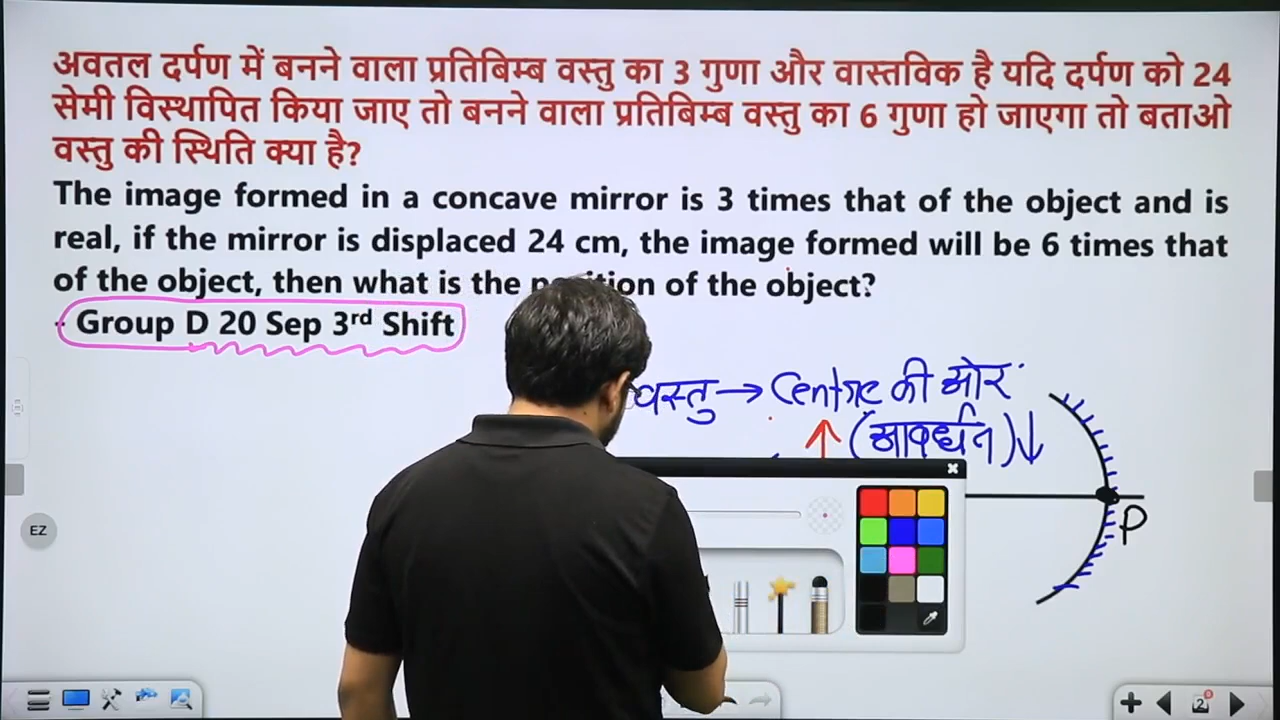 अवतल दर्पण में बनने वाला प्रतिबिम्ब वस्तु का 3 गुणा और वास्तविक है यदि दर्पण को 24
सेमी विस्थापित किया जाए तो बनने वाला प्रतिबिम्ब वस्तु का 6 गुणा हो जाएगा तो बताओ
वस्तु की स्थिति क्या है?
The image formed in a concave mirror is 3 times that of the object and is
real, if the mirror is displaced 24 cm, the image formed will be 6 times that
of the object, then what is the of the object?
- Group D 20 Sep 3rd Shift
वस्तु → Centre की ओर
↑ (आवर्धन) ↓
P
EZ
2